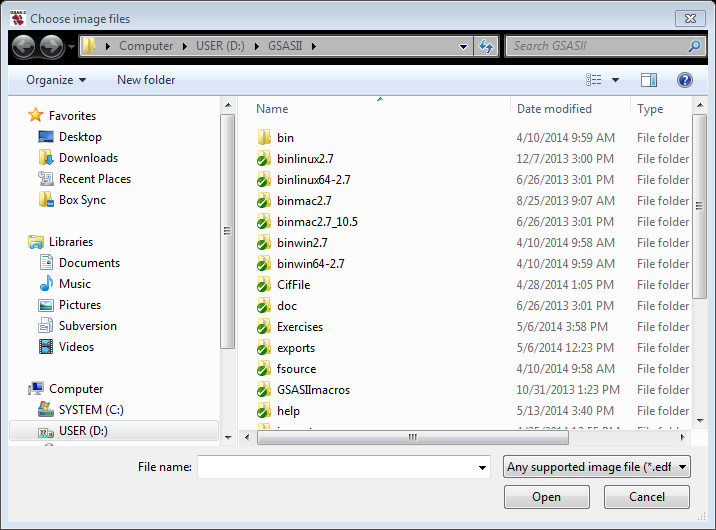 Choose image files
Computer ▸ USER (D:) ▸ GSASII ▸
Search GSASII
Organize New folder
Name Date modified Type
Favorites
Desktop
Downloads
Recent Places
Box Sync
Libraries
Documents
Music
Pictures
Subversion
Videos
Computer
SYSTEM (C:)
USER (D:)
bin 4/10/2014 9:59 AM File folder
binlinux2.7 12/7/2013 3:00 PM File folder
binlinux64-2.7 6/26/2013 3:01 PM File folder
binmac2.7 8/25/2013 9:07 AM File folder
binmac2.7_10.5 6/26/2013 3:01 PM File folder
binwin2.7 4/10/2014 9:58 AM File folder
binwin64-2.7 4/10/2014 9:59 AM File folder
CifFile 4/28/2014 1:05 PM File folder
doc 6/26/2013 3:01 PM File folder
Exercises 5/6/2014 3:58 PM File folder
exports 5/6/2014 12:23 PM File folder
fsource 4/10/2014 9:58 AM File folder
GSASIImacros 10/31/2013 1:23 PM File folder
help 5/13/2014 3:40 PM File folder
File name:
Any supported image file (*.edf
Open Cancel